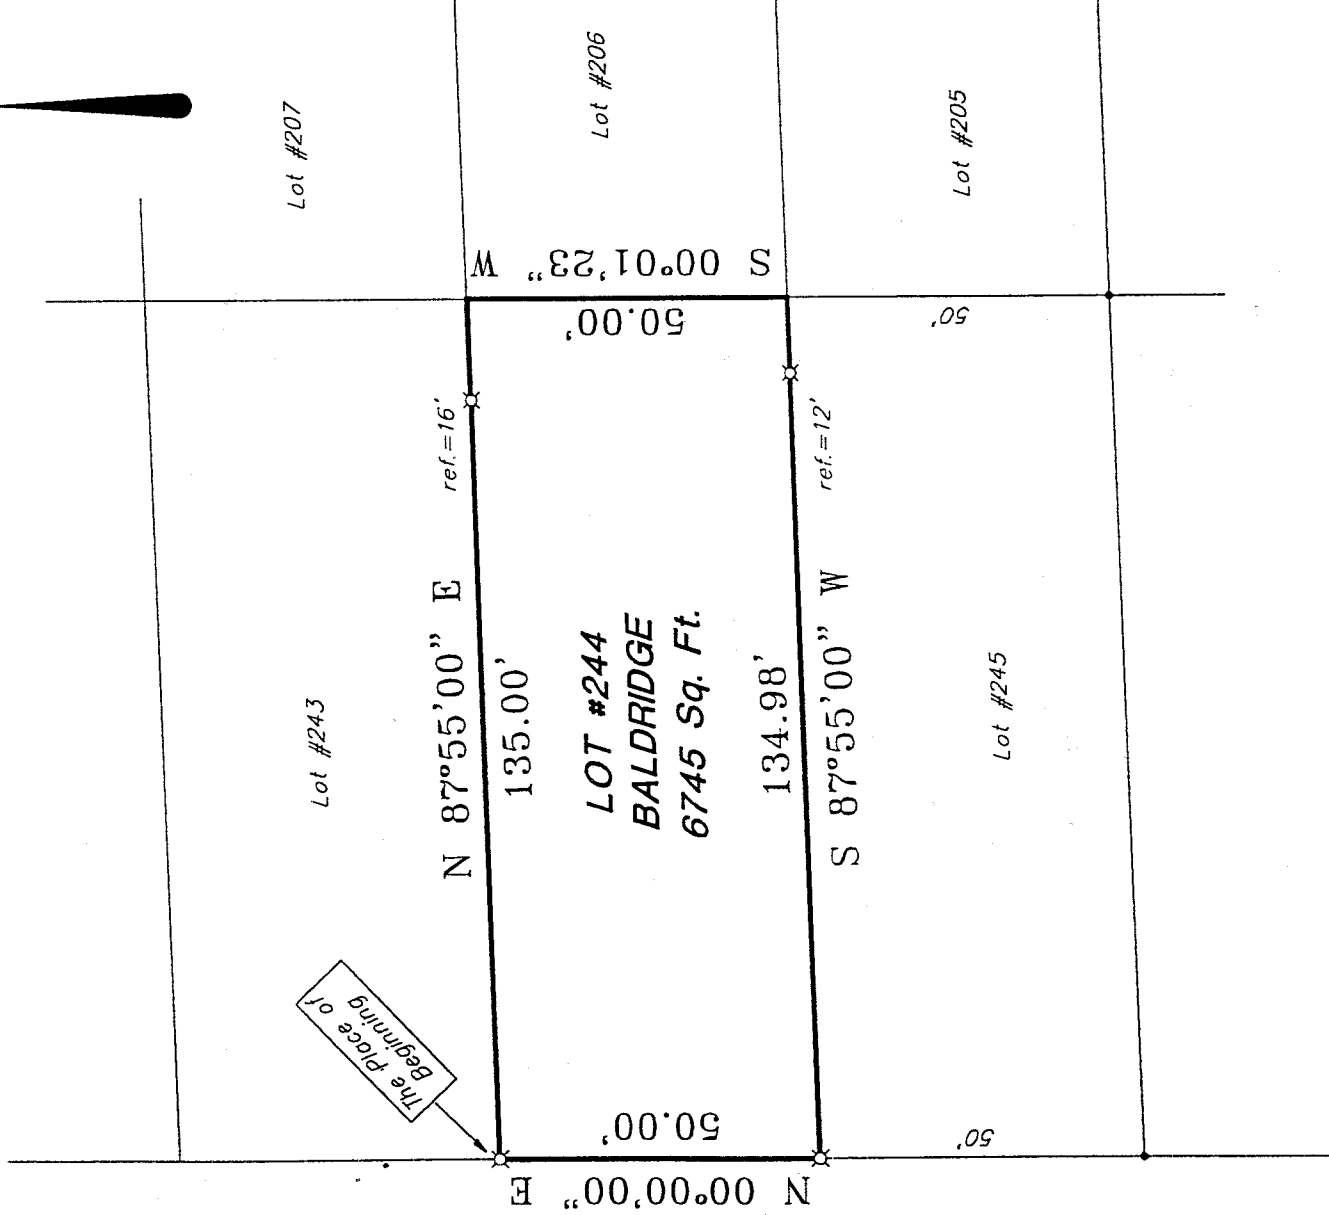 Lot #207
Lot #206
Lot #205
S 00°01'23" W
50.00'
50'
ref.=16'
ref.=12'
N 87°55'00" E
135.00'
LOT #244
BALDRIDGE
6745 Sq. Ft.
134.98'
S 87°55'00" W
Lot #243
Lot #245
The Place of
Beginning
50.00'
50'
N 00°00'00" E